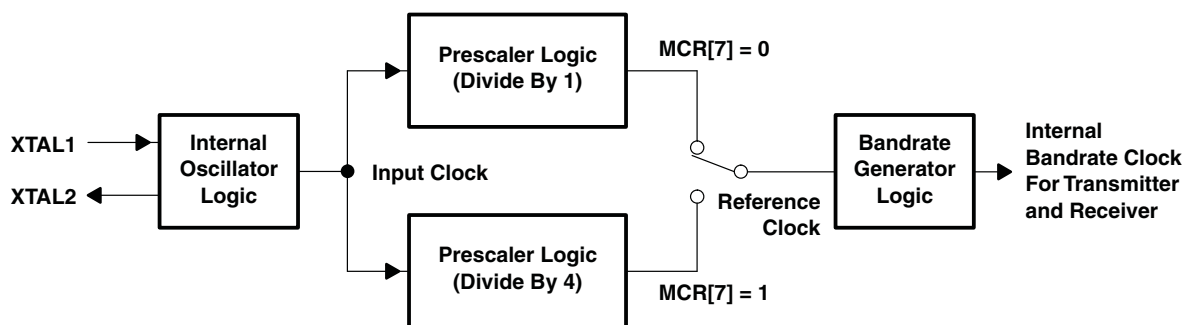 Prescaler Logic
(Divide By 1)
MCR[7] = 0
XTAL1
XTAL2
Internal
Oscillator
Logic
Input Clock
Bandrate
Generator
Logic
Internal
Bandrate Clock
For Transmitter
and Receiver
Reference
Clock
Prescaler Logic
(Divide By 4)
MCR[7] = 1